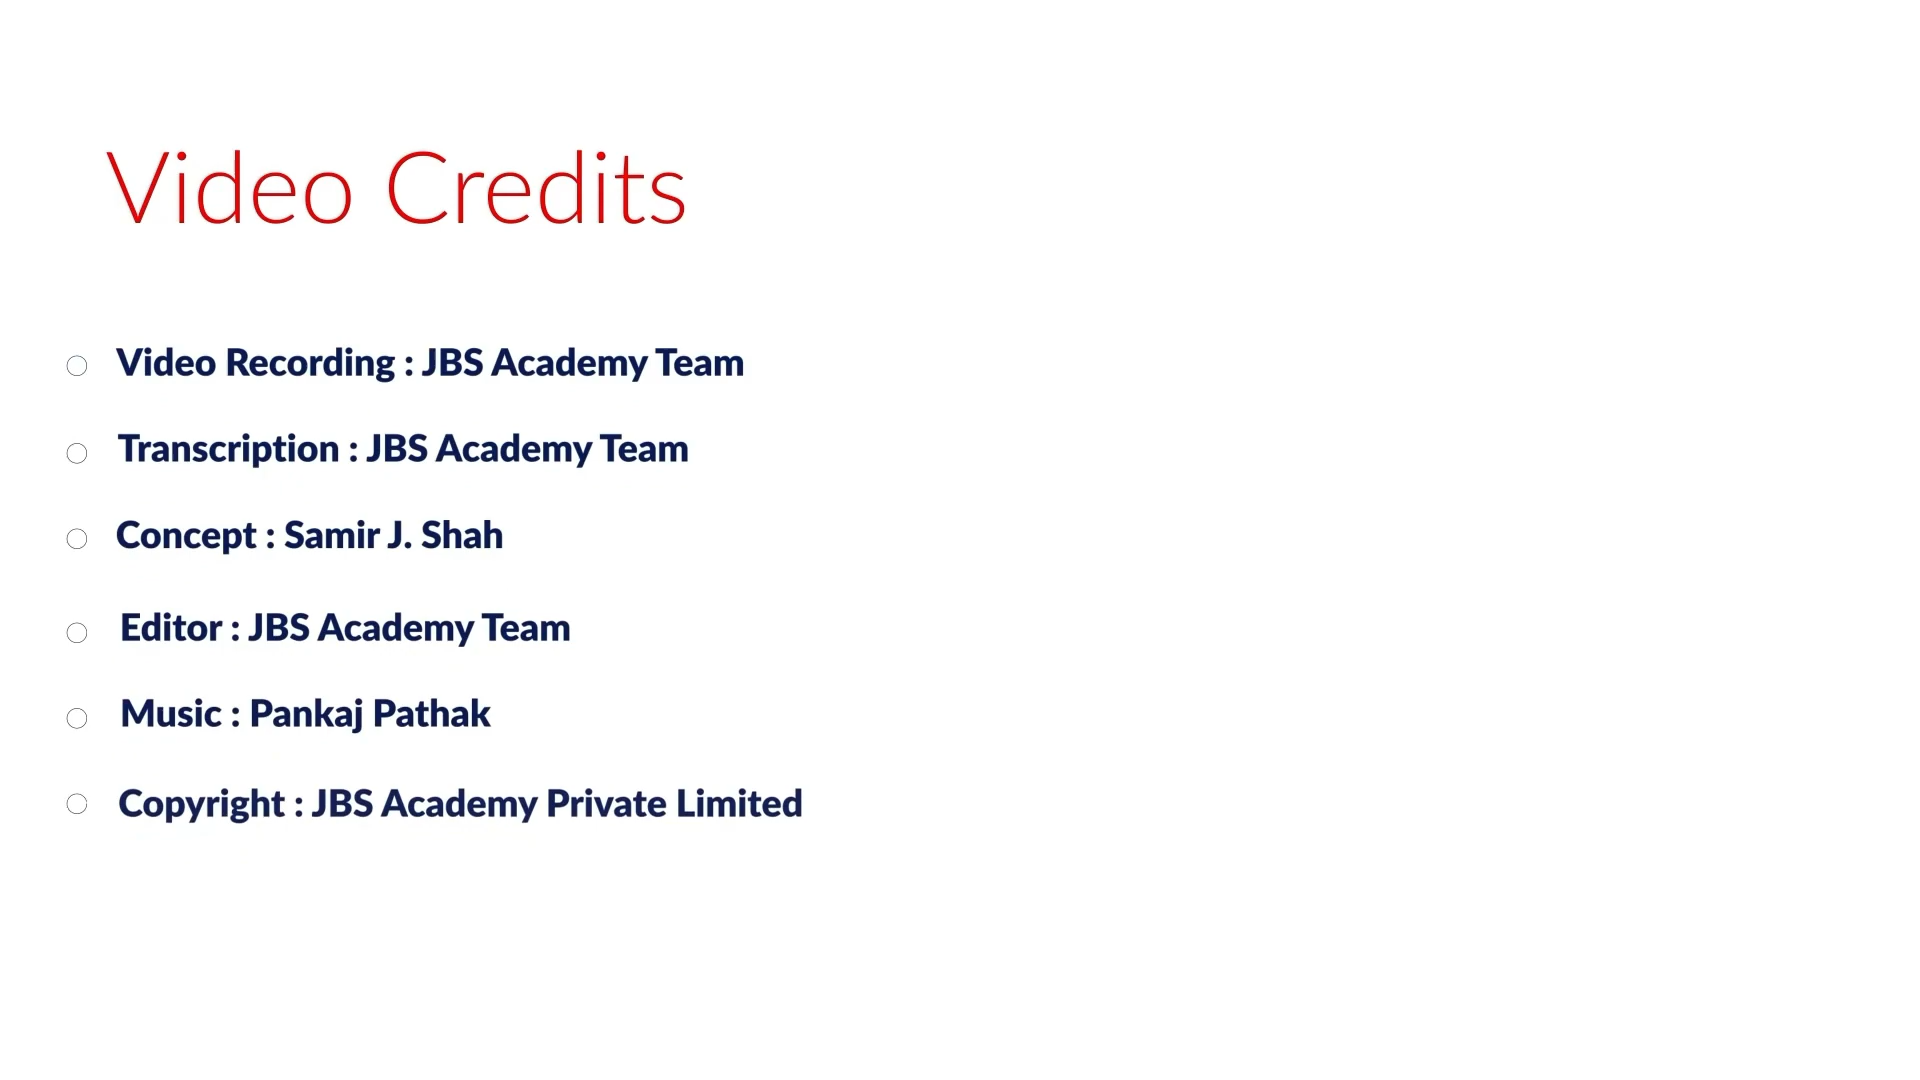 Video Credits
Video Recording : JBS Academy Team
Transcription : JBS Academy Team
Concept : Samir J. Shah
Editor : JBS Academy Team
Music : Pankaj Pathak
Copyright : JBS Academy Private Limited